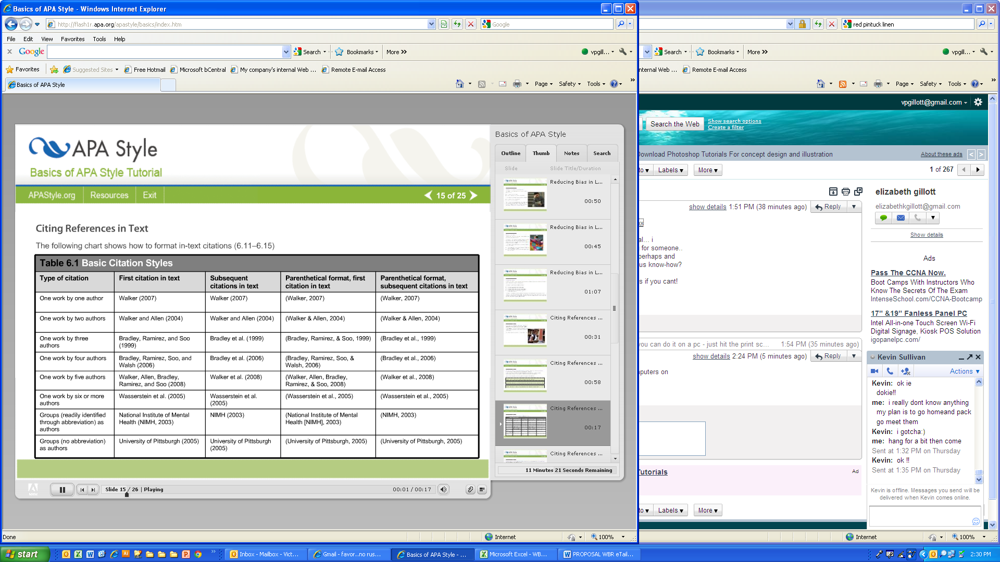 Basics of APA Style - Windows Internet Explorer
http://flash1r.apa.org/apastyle/basics/index.htm
Google
red pintuck linen
File Edit View Favorites Tools Help
x Google Search Bookmarks More >> vpgill...
Search Bookmarks More >> vpgill...
Favorites Suggested Sites Free Hotmail Microsoft bCentral My company's internal Web ... Remote E-mail Access
nternal Web ... Remote E-mail Access
Basics of APA Style
Page Safety Tools
Page Safety Tools
APA Style
Basics of APA Style Tutorial
APAStyle.org Resources Exit 15 of 25
Citing References in Text
The following chart shows how to format in-text citations (6.11–6.15)
Table 6.1 Basic Citation Styles
Type of citation First citation in text Subsequent citations in text Parenthetical format, first citation in text Parenthetical format, subsequent citations in text
One work by one author Walker (2007) Walker (2007) (Walker, 2007) (Walker, 2007)
One work by two authors Walker and Allen (2004) Walker and Allen (2004) (Walker & Allen, 2004) (Walker & Allen, 2004)
One work by three authors Bradley, Ramirez, and Soo (1999) Bradley et al. (1999) (Bradley, Ramirez, & Soo, 1999) (Bradley et al., 1999)
One work by four authors Bradley, Ramirez, Soo, and Walsh (2006) Bradley et al. (2006) (Bradley, Ramirez, Soo, & Walsh, 2006) (Bradley et al., 2006)
One work by five authors Walker, Allen, Bradley, Ramirez, and Soo (2008) Walker et al. (2008) (Walker, Allen, Bradley, Ramirez, & Soo, 2008) (Walker et al., 2008)
One work by six or more authors Wasserstein et al. (2005) Wasserstein et al. (2005) (Wasserstein et al., 2005) (Wasserstein et al., 2005)
Groups (readily identified through abbreviation) as authors National Institute of Mental Health (NIMH, 2003) NIMH (2003) (National Institute of Mental Health [NIMH], 2003) (NIMH, 2003)
Groups (no abbreviation) as authors University of Pittsburgh (2005) University of Pittsburgh (2005) (University of Pittsburgh, 2005) (University of Pittsburgh, 2005)
Slide 15 / 26 | Playing 00:01 / 00:17
Basics of APA Style
Outline Thumb Notes Search
Slide Slide Title/Duration
Reducing Bias in L...
00:50
Reducing Bias in L...
00:45
Reducing Bias in L...
01:07
Citing References ...
00:31
Citing References ...
00:58
Citing References ...
00:17
Citing References ...
11 Minutes 21 Seconds Remaining
vpgillott@gmail.com
Search the Web Show search options
Create a filter
Download Photoshop Tutorials For concept design and illustration About these ads < >
to Labels More 1 of 267
show details 1:51 PM (38 minutes ago) Reply
al... i
for someone..
perhaps and
us know-how?
s if you cant!
you can do it on a pc - just hit the print sc... 1:54 PM (35 minutes ago)
show details 2:24 PM (5 minutes ago) Reply
nputers on
Tutorials Ad
to Labels More
elizabeth gillott
elizabethkgillott@gmail.com
Show details
Ads
Pass The CCNA Now.
Boot Camps With Instructors Who
Know The Secrets Of The Exam
IntenseSchool.com/CCNA-Bootcamp
17" &19" Fanless Panel PC
Intel All-in-one Touch Screen Wi-Fi
Digital Signage, Kiosk POS Solution
igopanelpc.com/
Kevin Sullivan
Actions
Kevin: ok ie
dokie!!
me: i really dont know anything
my plan is to go homeand pack
go meet them
Kevin: i gotcha:)
me: hang for a bit then come
Sent at 1:32 PM on Thursday
Kevin: ok !!
Sent at 1:35 PM on Thursday
Kevin is offline. Messages you send will be
delivered when Kevin comes online.
Done Internet 100%
Internet 100%
start Inbox - Mailbox - Vict... Gmail - favor...no rus... Basics of APA Style - ... Microsoft Excel - WB... PROPOSAL WBR eTail... 2:30 PM